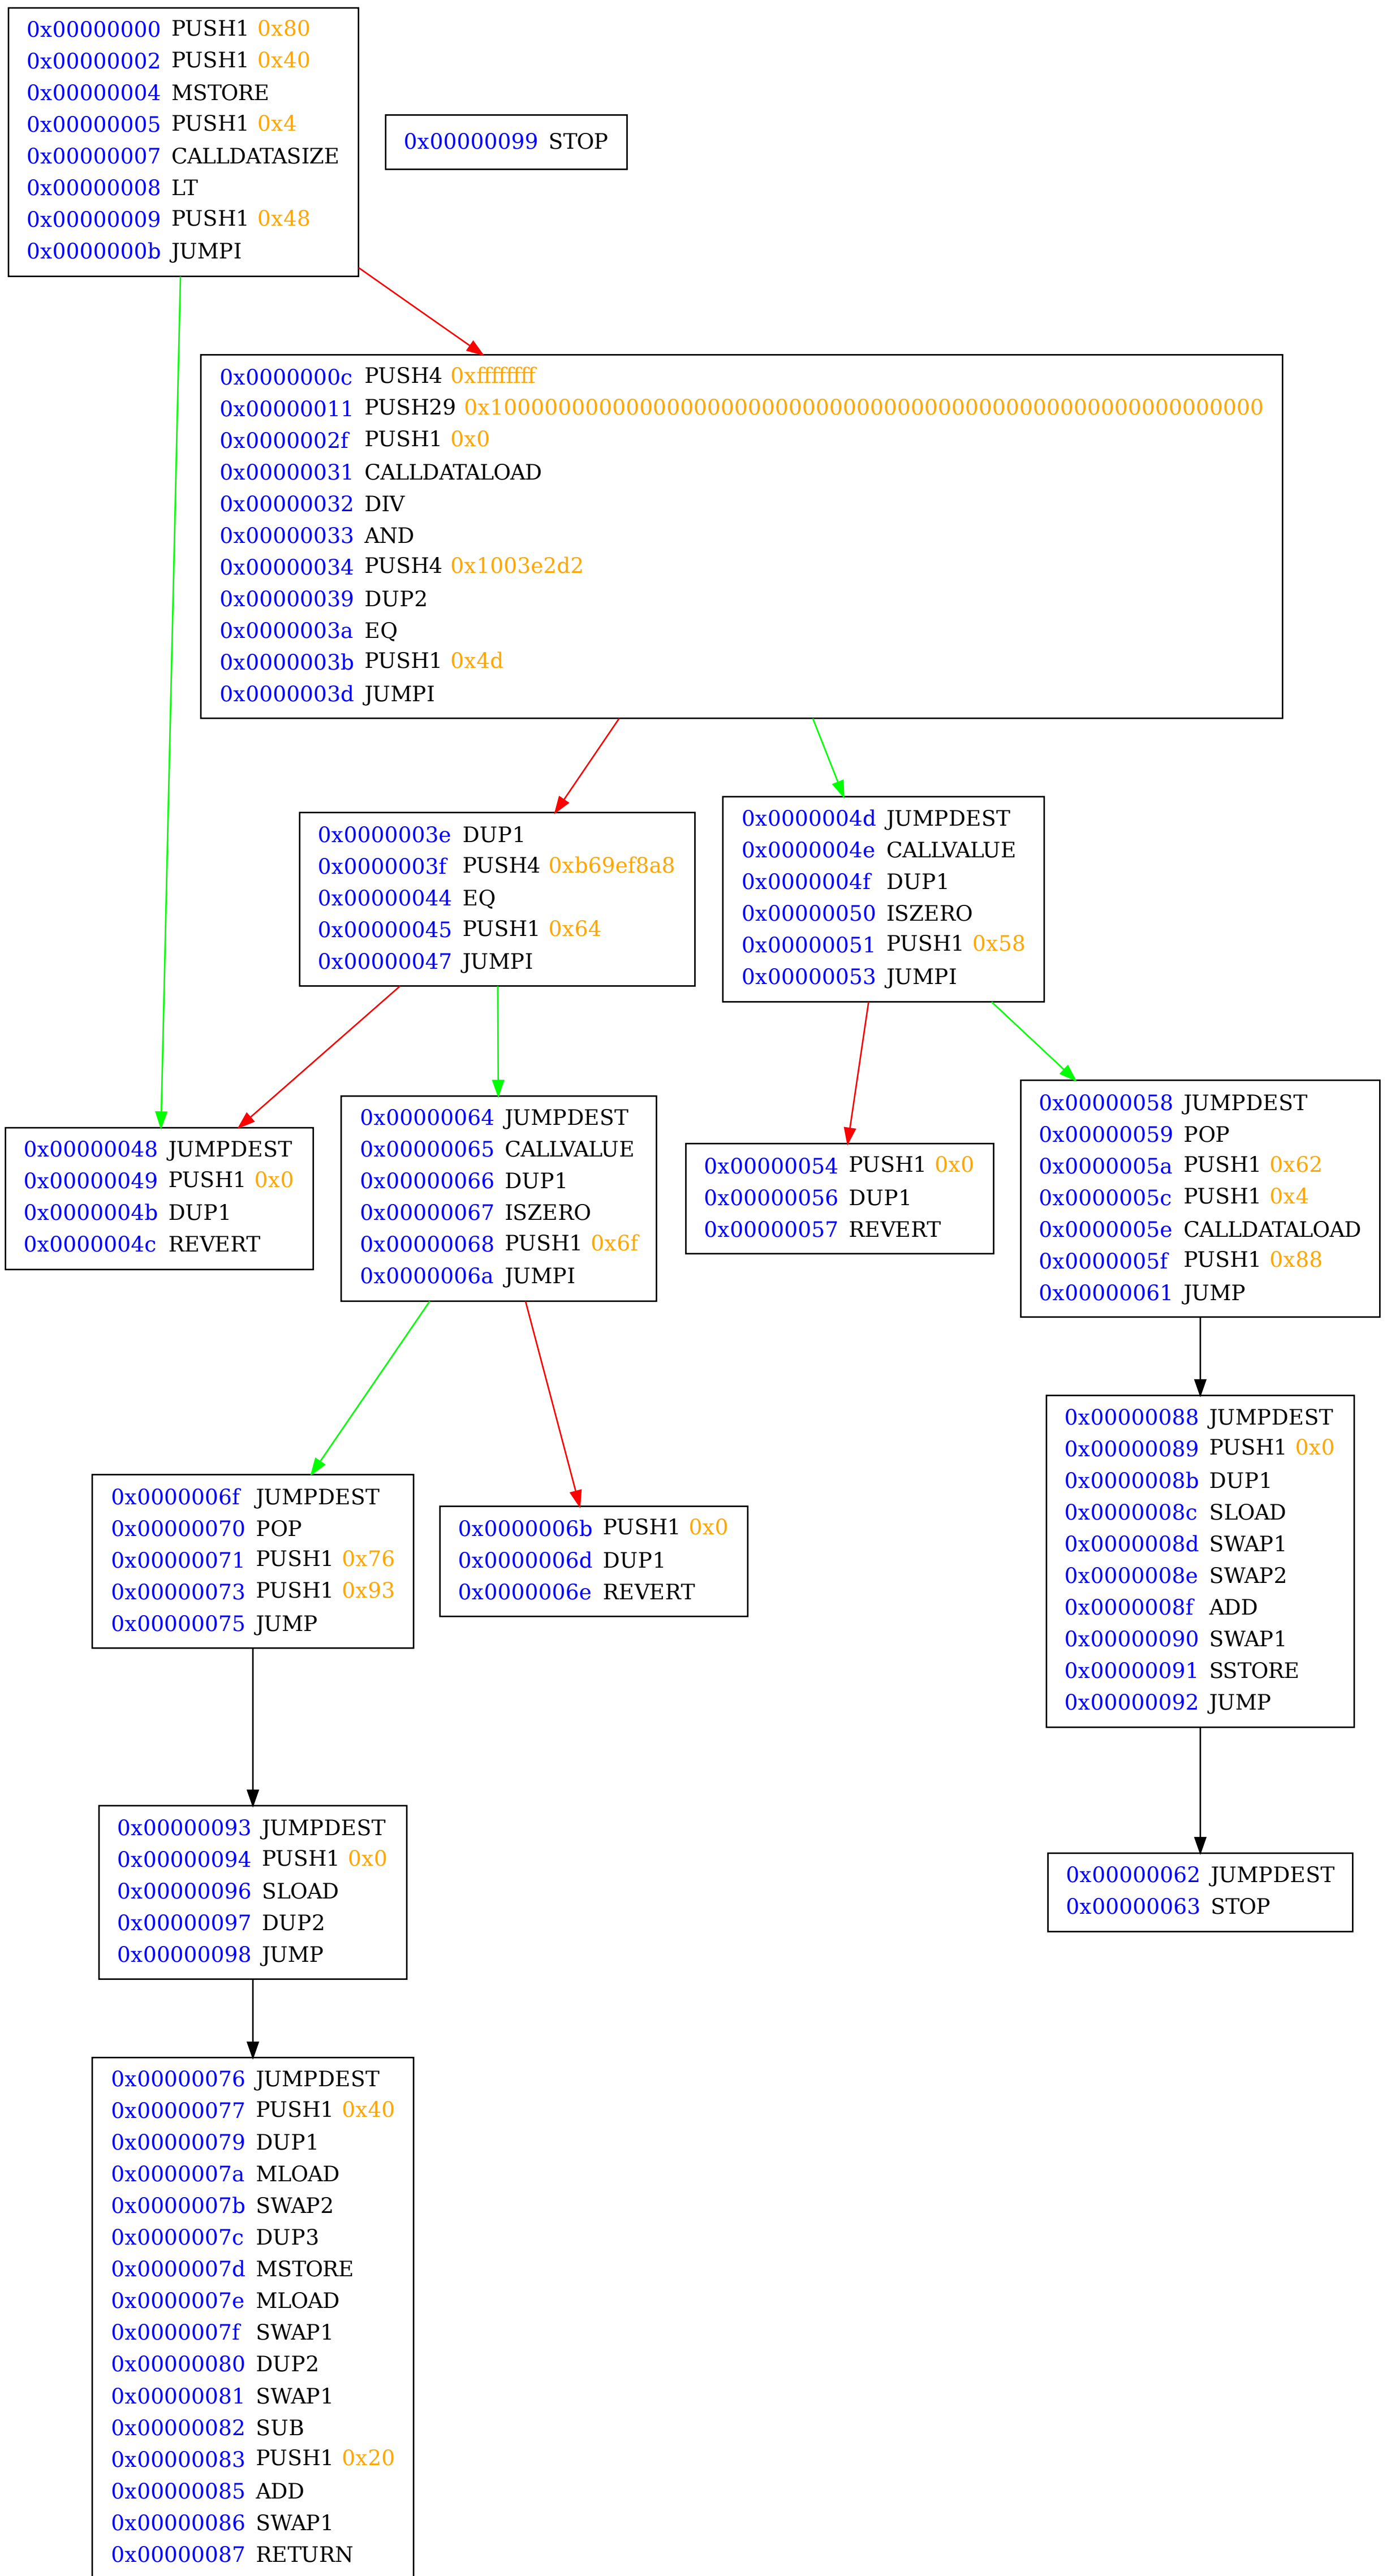 0x00000000 PUSH1 0x80
0x00000002 PUSH1 0x40
0x00000004 MSTORE
0x00000005 PUSH1 0x4
0x00000007 CALLDATASIZE
0x00000008 LT
0x00000009 PUSH1 0x48
0x0000000b JUMPI
0x00000099 STOP
0x0000000c PUSH4 0xffffffff
0x00000011 PUSH29 0x100000000000000000000000000000000000000000000000000000000
0x0000002f PUSH1 0x0
0x00000031 CALLDATALOAD
0x00000032 DIV
0x00000033 AND
0x00000034 PUSH4 0x1003e2d2
0x00000039 DUP2
0x0000003a EQ
0x0000003b PUSH1 0x4d
0x0000003d JUMPI
0x0000003e DUP1
0x0000003f PUSH4 0xb69ef8a8
0x00000044 EQ
0x00000045 PUSH1 0x64
0x00000047 JUMPI
0x0000004d JUMPDEST
0x0000004e CALLVALUE
0x0000004f DUP1
0x00000050 ISZERO
0x00000051 PUSH1 0x58
0x00000053 JUMPI
0x00000048 JUMPDEST
0x00000049 PUSH1 0x0
0x0000004b DUP1
0x0000004c REVERT
0x00000064 JUMPDEST
0x00000065 CALLVALUE
0x00000066 DUP1
0x00000067 ISZERO
0x00000068 PUSH1 0x6f
0x0000006a JUMPI
0x00000054 PUSH1 0x0
0x00000056 DUP1
0x00000057 REVERT
0x00000058 JUMPDEST
0x00000059 POP
0x0000005a PUSH1 0x62
0x0000005c PUSH1 0x4
0x0000005e CALLDATALOAD
0x0000005f PUSH1 0x88
0x00000061 JUMP
0x0000006f JUMPDEST
0x00000070 POP
0x00000071 PUSH1 0x76
0x00000073 PUSH1 0x93
0x00000075 JUMP
0x0000006b PUSH1 0x0
0x0000006d DUP1
0x0000006e REVERT
0x00000088 JUMPDEST
0x00000089 PUSH1 0x0
0x0000008b DUP1
0x0000008c SLOAD
0x0000008d SWAP1
0x0000008e SWAP2
0x0000008f ADD
0x00000090 SWAP1
0x00000091 SSTORE
0x00000092 JUMP
0x00000093 JUMPDEST
0x00000094 PUSH1 0x0
0x00000096 SLOAD
0x00000097 DUP2
0x00000098 JUMP
0x00000062 JUMPDEST
0x00000063 STOP
0x00000076 JUMPDEST
0x00000077 PUSH1 0x40
0x00000079 DUP1
0x0000007a MLOAD
0x0000007b SWAP2
0x0000007c DUP3
0x0000007d MSTORE
0x0000007e MLOAD
0x0000007f SWAP1
0x00000080 DUP2
0x00000081 SWAP1
0x00000082 SUB
0x00000083 PUSH1 0x20
0x00000085 ADD
0x00000086 SWAP1
0x00000087 RETURN